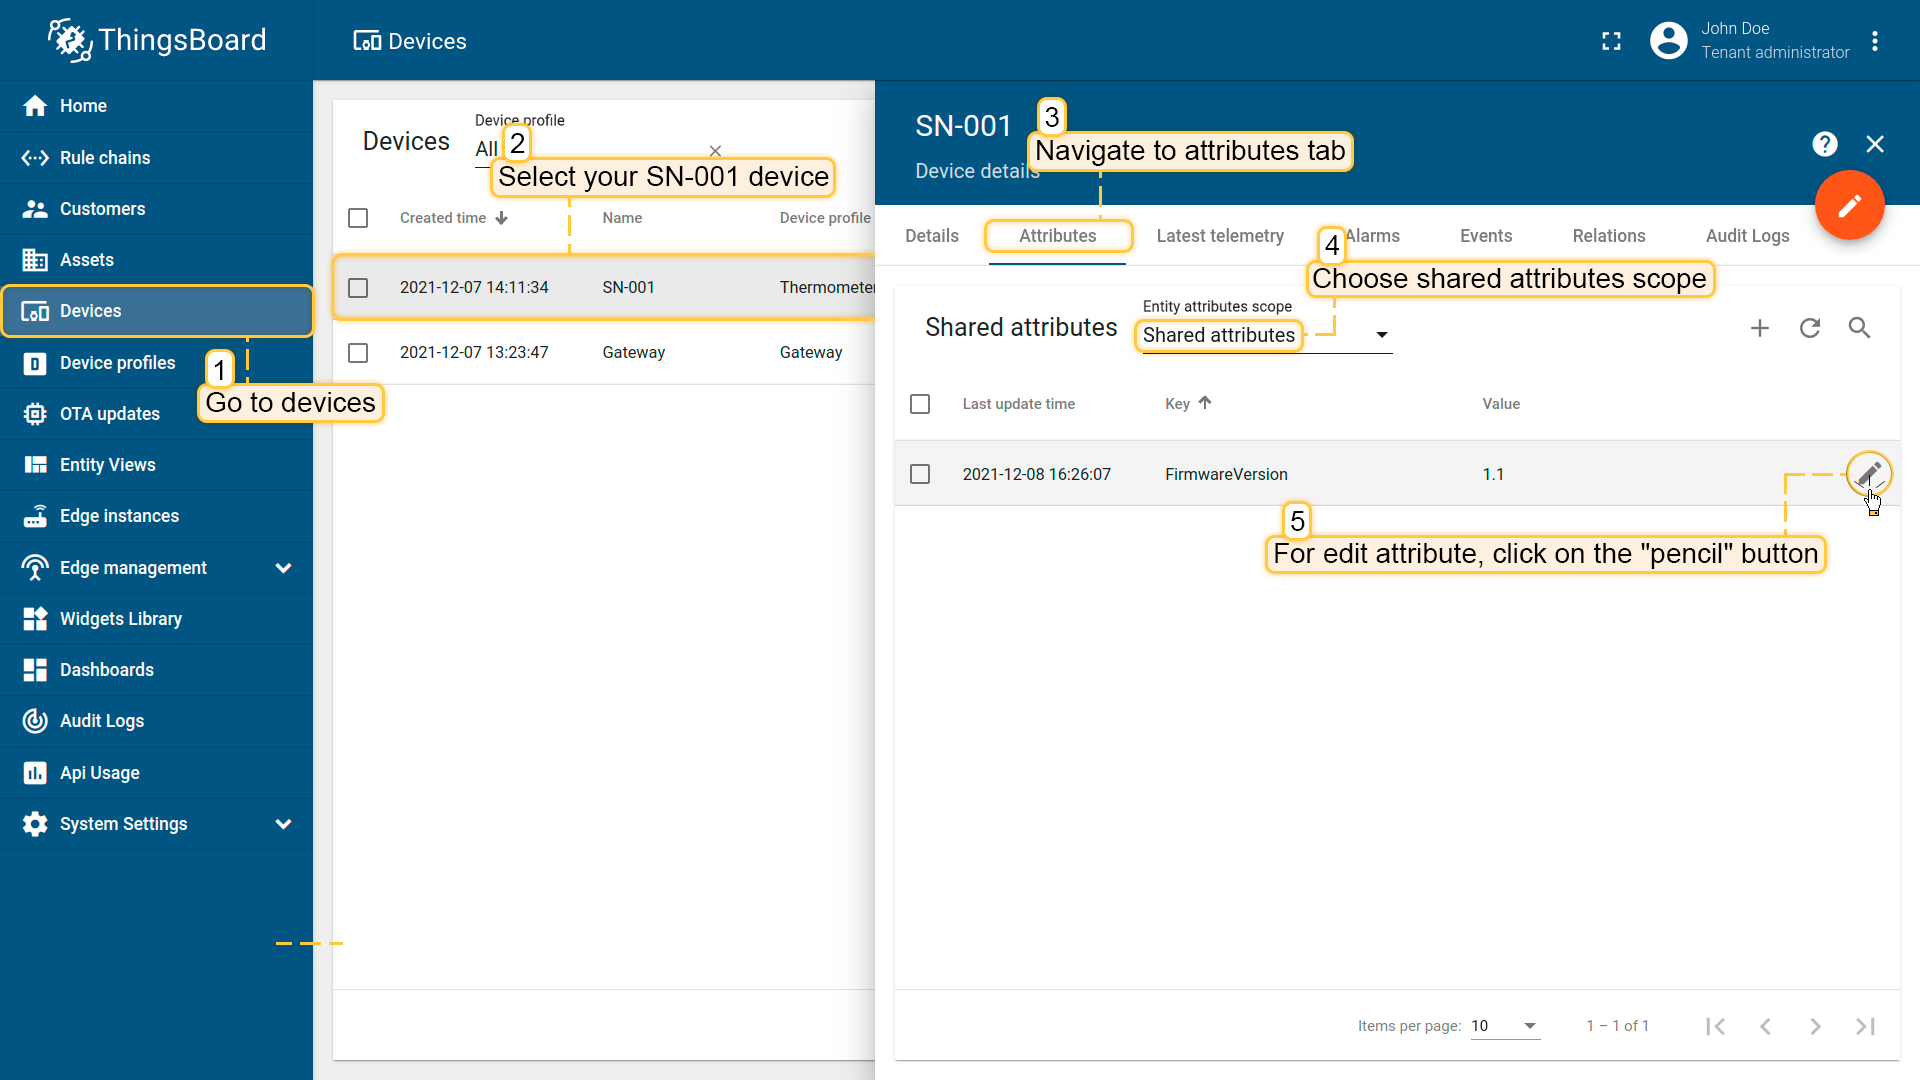 ThingsBoard
Devices
John Doe
Tenant administrator
Home
Rule chains
Customers
Assets
Devices
Device profiles
1
Go to devices
OTA updates
Entity Views
Edge instances
Edge management
Widgets Library
Dashboards
Audit Logs
Api Usage
System Settings
Devices
Device profile
All
2
Select your SN-001 device
Created time
Name
Device profile
2021-12-07 14:11:34
SN-001
Thermometer
2021-12-07 13:23:47
Gateway
Gateway
SN-001
Device details
3
Navigate to attributes tab
Details
Attributes
Latest telemetry
Alarms
Events
Relations
Audit Logs
4
Choose shared attributes scope
Shared attributes
Entity attributes scope
Shared attributes
Last update time
Key
Value
2021-12-08 16:26:07
FirmwareVersion
1.1
5
For edit attribute, click on the "pencil" button
Items per page:
10
1 – 1 of 1